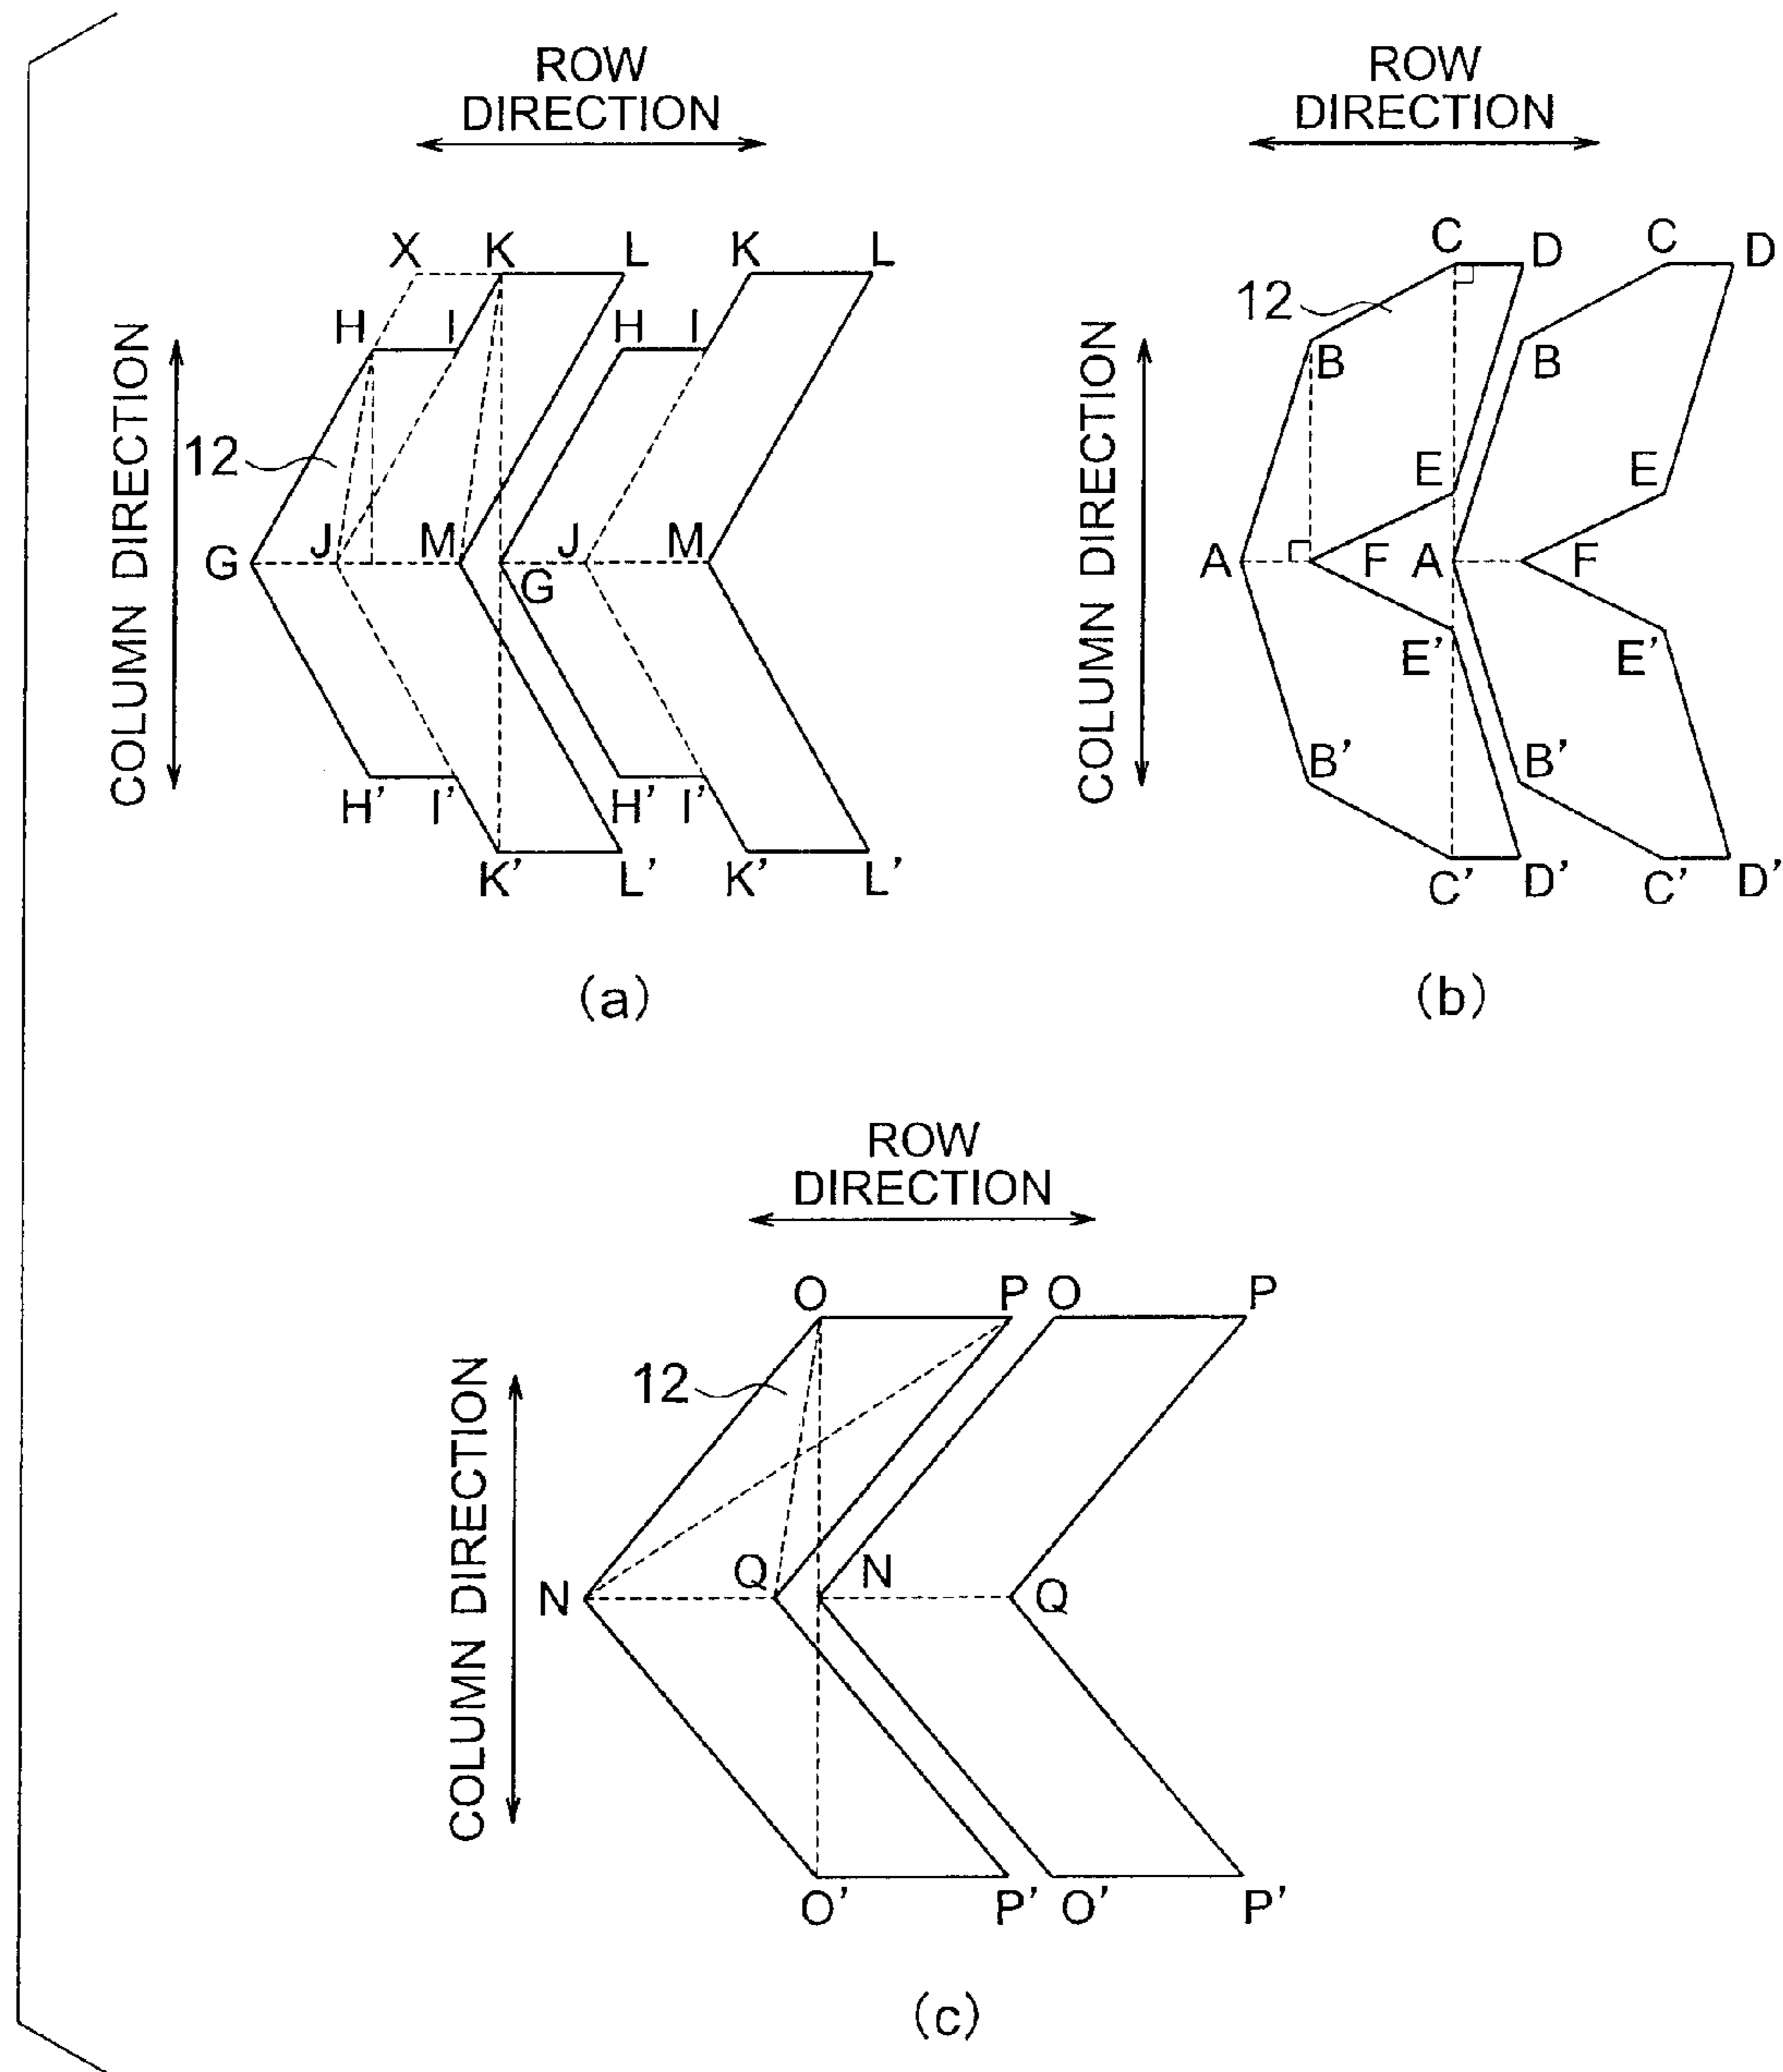 ROW
DIRECTION
COLUMN DIRECTION
X K L K L
H I H I
12
G J M J M
G
H' I' H' I'
K' L' K' L'
(a)
ROW
DIRECTION
COLUMN DIRECTION
C D C D
12
B B
E E
A F A F
E' E'
B' B'
C' D' C' D'
(b)
ROW
DIRECTION
COLUMN DIRECTION
O P O P
12
N Q N Q
O' P' O' P'
(c)